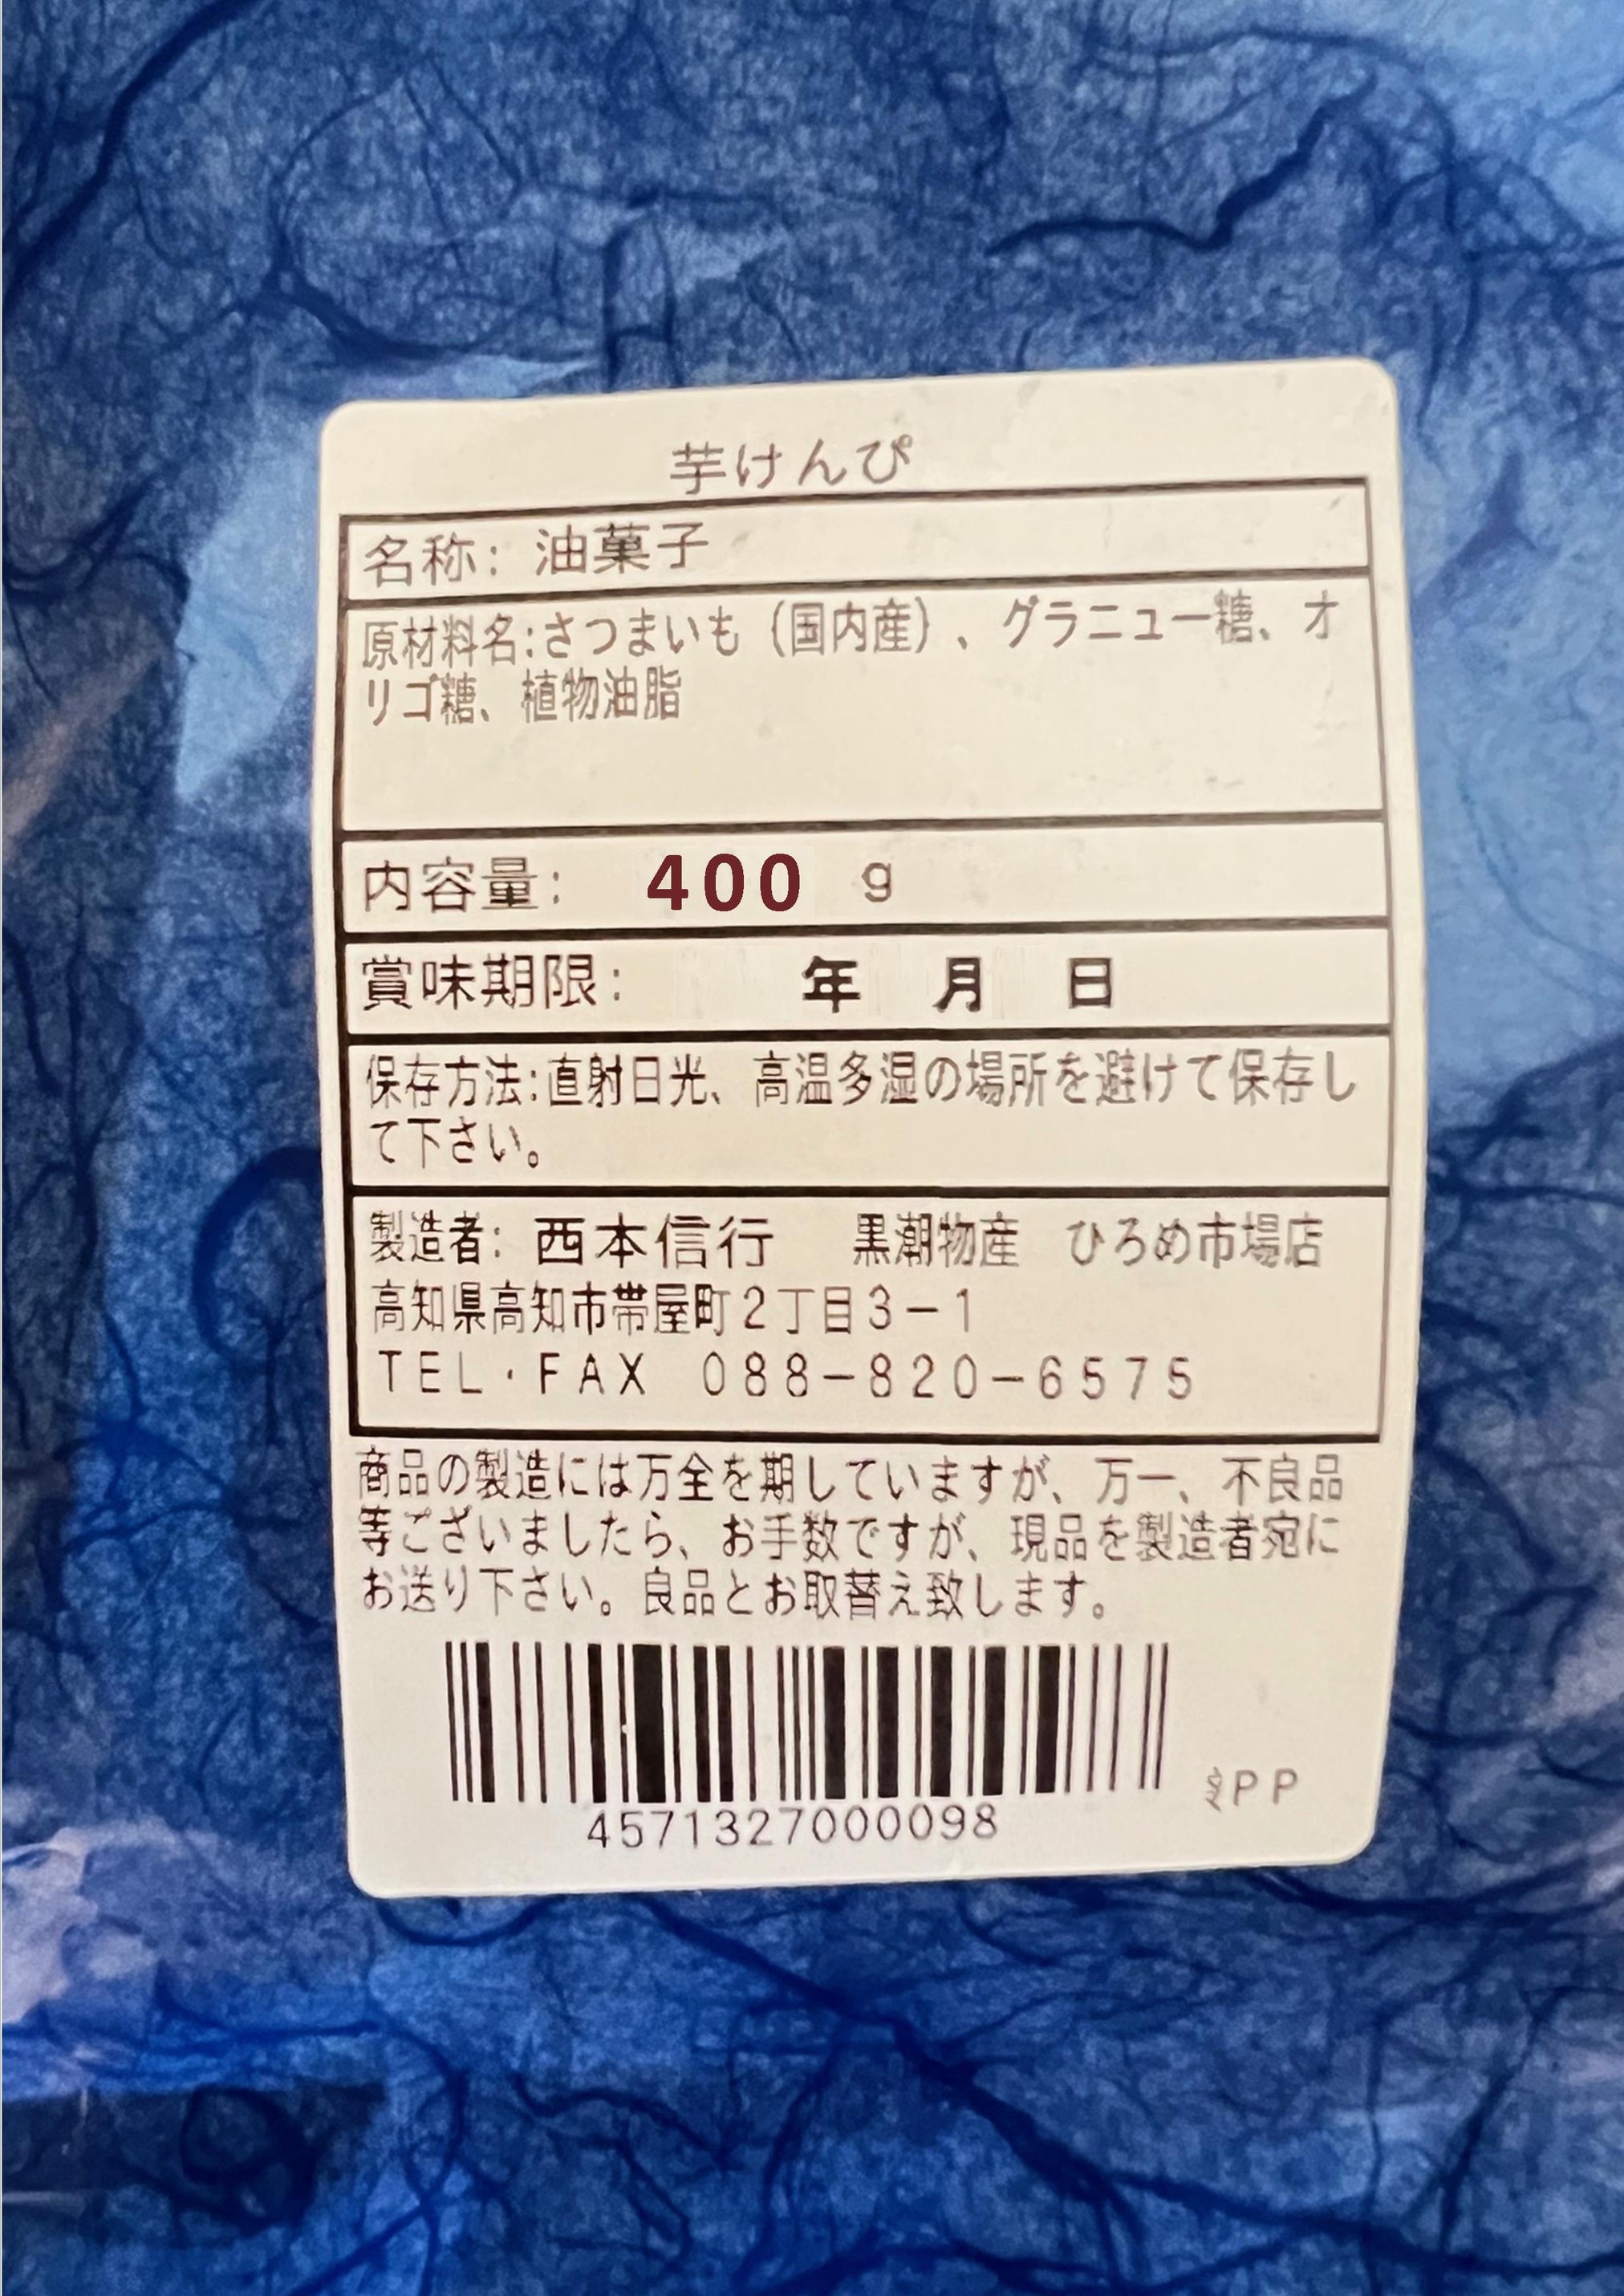 芋けんぴ
名称: 油菓子
原材料名:さつまいも（国内産）、グラニュー糖、オ
リゴ糖、植物油脂
内容量: 400 g
賞味期限: 年 月 日
保存方法:直射日光、高温多湿の場所を避けて保存し
て下さい。
製造者: 西本信行 黒潮物産 ひろめ市場店
高知県高知市帯屋町2丁目3－1
TEL・FAX 088－820－6575
商品の製造には万全を期していますが、万一、不良品
等ございましたら、お手数ですが、現品を製造者宛に
お送り下さい。良品とお取替え致します。
PP
4571327000098